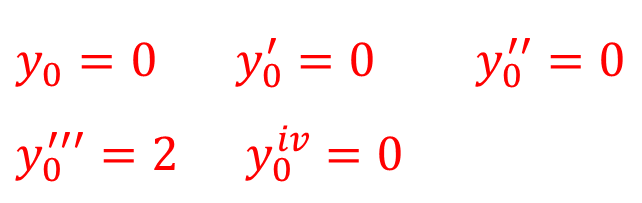 y₀ = 0 y₀′ = 0 y₀′′ = 0
y₀′′′ = 2 y₀ⁱᵛ = 0